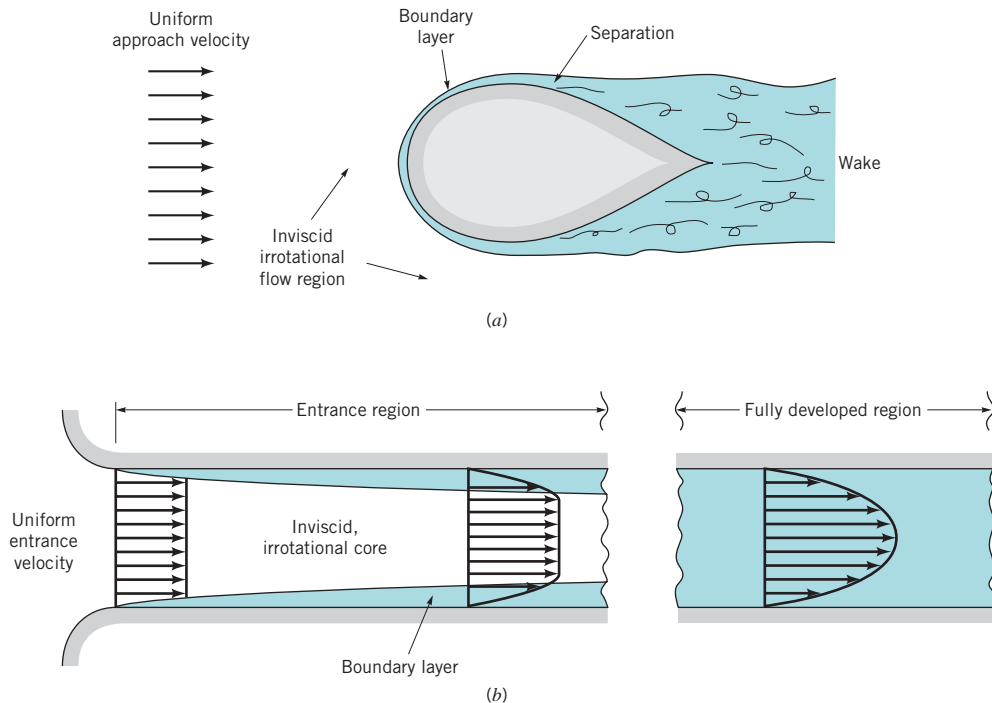 Uniform
approach velocity
Boundary
layer
Separation
Wake
Inviscid
irrotational
flow region
(a)
Entrance region
Fully developed region
Uniform
entrance
velocity
Inviscid,
irrotational core
Boundary layer
(b)